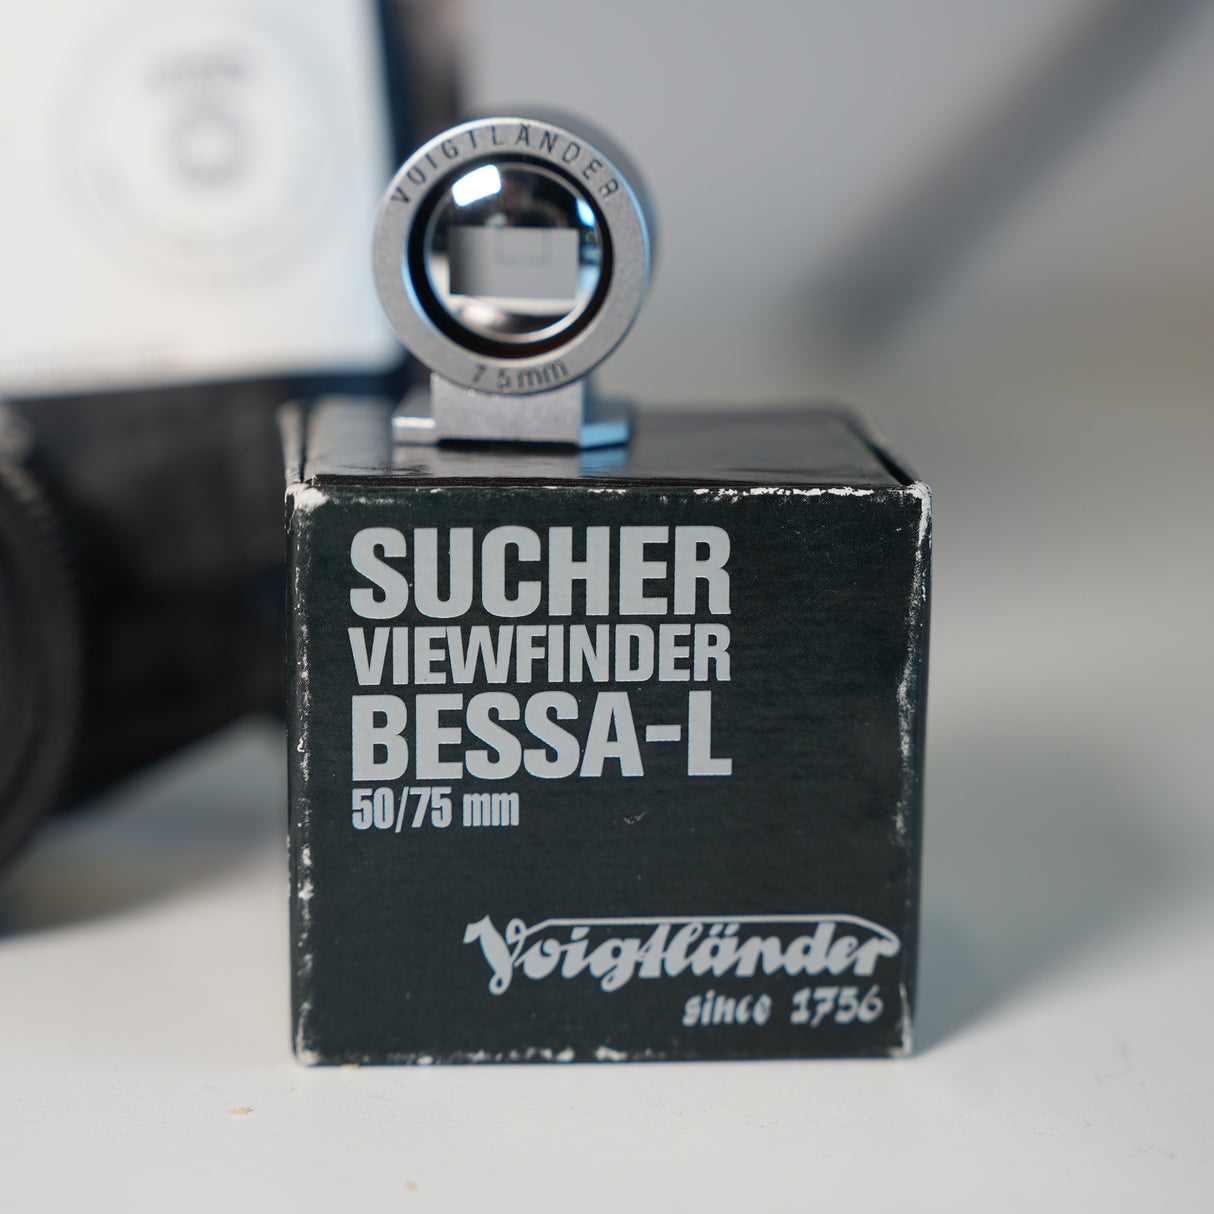 VOIGTLÄNDER
75mm
SUCHER
VIEWFINDER
BESSA-L
50/75 mm
Voigtländer
since 1756